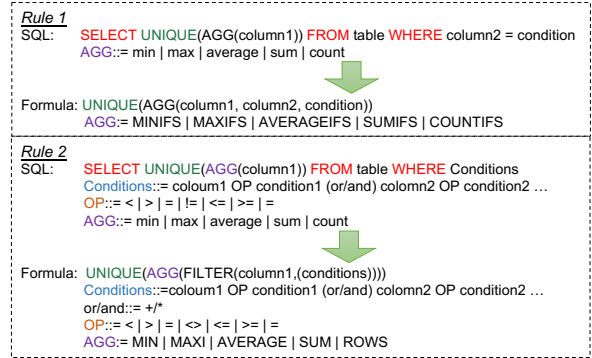 Rule 1
SQL: SELECT UNIQUE(AGG(column1)) FROM table WHERE column2 = condition
AGG::= min | max | average | sum | count
Formula: UNIQUE(AGG(column1, column2, condition))
AGG:= MINIFS | MAXIFS | AVERAGEIFS | SUMIFS | COUNTIFS
Rule 2
SQL: SELECT UNIQUE(AGG(column1)) FROM table WHERE Conditions
Conditions::= coloum1 OP condition1 (or/and) colomn2 OP condition2 …
OP::= < | > | = | != | <= | >= | =
AGG::= min | max | average | sum | count
Formula: UNIQUE(AGG(FILTER(column1,(conditions))))
Conditions::=coloum1 OP condition1 (or/and) colomn2 OP condition2 …
or/and::= +/*
OP::= < | > | = | <> | <= | >= | =
AGG:= MIN | MAXI | AVERAGE | SUM | ROWS